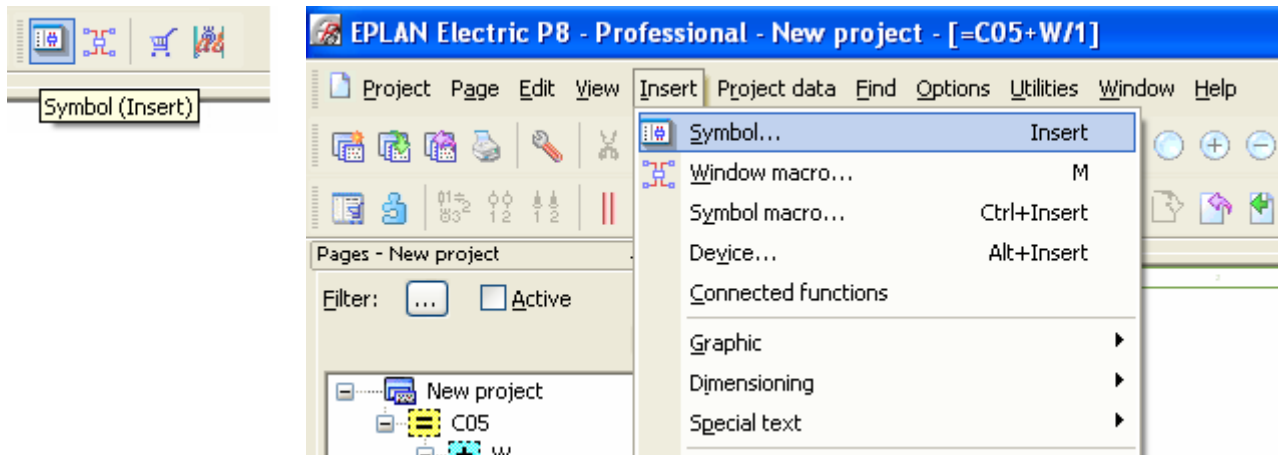 Symbol (Insert)
EPLAN Electric P8 - Professional - New project - [=C05+W/1]
Project Page Edit View Insert Project data Find Options Utilities Window Help
Symbol... Insert
Window macro... M
Symbol macro... Ctrl+Insert
Device... Alt+Insert
Connected functions
Graphic
Dimensioning
Special text
Pages - New project
Filter: ... Active
New project
C05
W